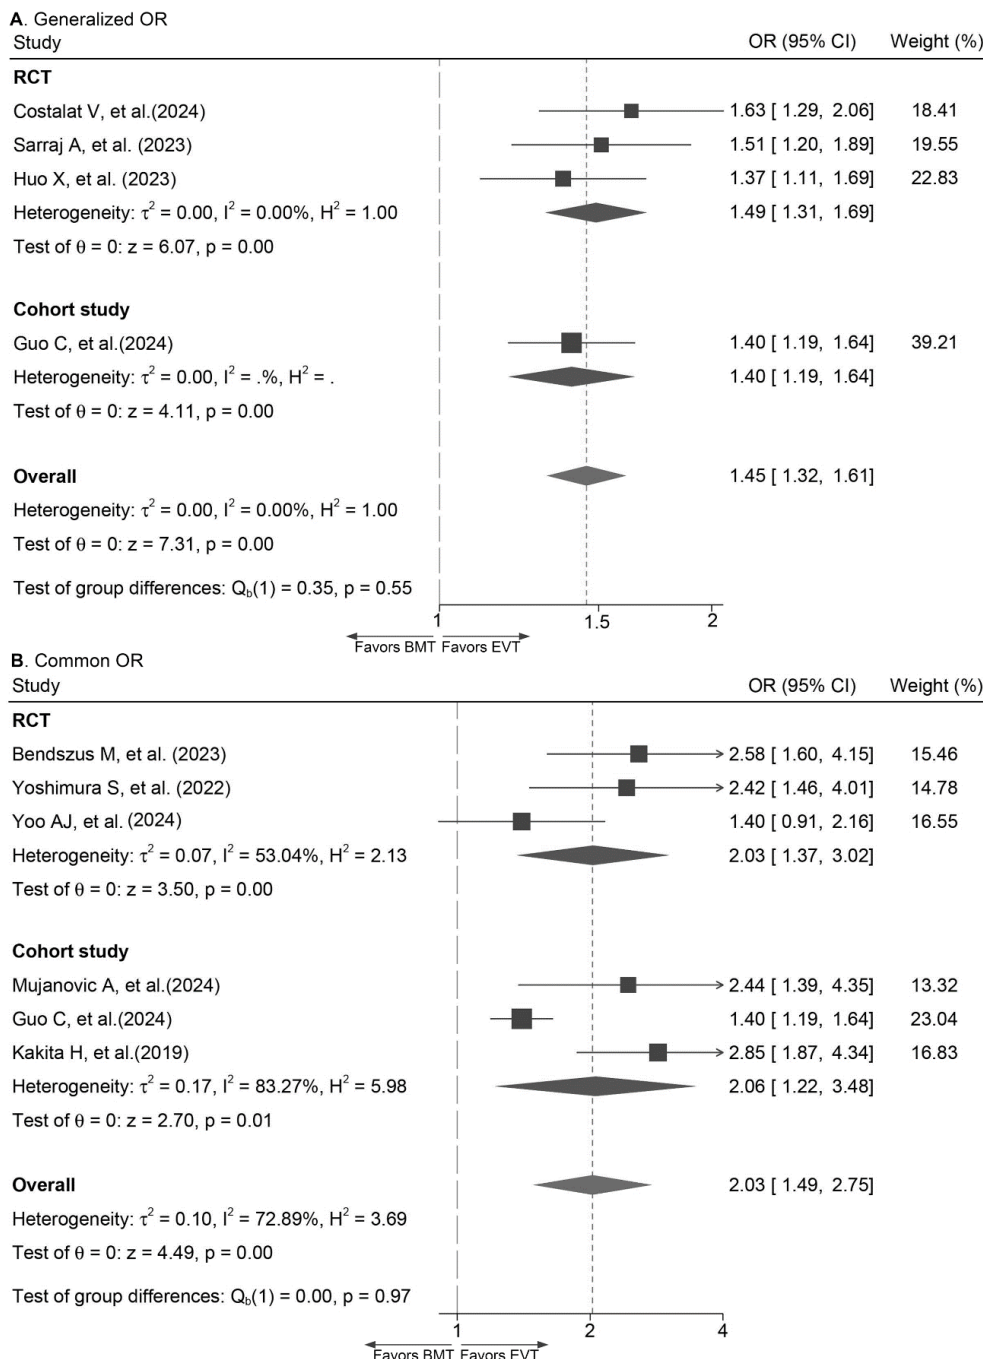 A. Generalized OR
Study OR (95% CI) Weight (%)
RCT
Costalat V, et al.(2024) 1.63 [ 1.29, 2.06] 18.41
Sarraj A, et al. (2023) 1.51 [ 1.20, 1.89] 19.55
Huo X, et al. (2023) 1.37 [ 1.11, 1.69] 22.83
Heterogeneity: τ² = 0.00, I² = 0.00%, H² = 1.00 1.49 [ 1.31, 1.69]
Test of θ = 0: z = 6.07, p = 0.00
Cohort study
Guo C, et al.(2024) 1.40 [ 1.19, 1.64] 39.21
Heterogeneity: τ² = 0.00, I² = .%, H² = . 1.40 [ 1.19, 1.64]
Test of θ = 0: z = 4.11, p = 0.00
Overall 1.45 [ 1.32, 1.61]
Heterogeneity: τ² = 0.00, I² = 0.00%, H² = 1.00
Test of θ = 0: z = 7.31, p = 0.00
Test of group differences: Q_b(1) = 0.35, p = 0.55
1 1.5 2
Favors BMT Favors EVT
B. Common OR
Study OR (95% CI) Weight (%)
RCT
Bendszus M, et al. (2023) 2.58 [ 1.60, 4.15] 15.46
Yoshimura S, et al. (2022) 2.42 [ 1.46, 4.01] 14.78
Yoo AJ, et al. (2024) 1.40 [ 0.91, 2.16] 16.55
Heterogeneity: τ² = 0.07, I² = 53.04%, H² = 2.13 2.03 [ 1.37, 3.02]
Test of θ = 0: z = 3.50, p = 0.00
Cohort study
Mujanovic A, et al.(2024) 2.44 [ 1.39, 4.35] 13.32
Guo C, et al.(2024) 1.40 [ 1.19, 1.64] 23.04
Kakita H, et al.(2019) 2.85 [ 1.87, 4.34] 16.83
Heterogeneity: τ² = 0.17, I² = 83.27%, H² = 5.98 2.06 [ 1.22, 3.48]
Test of θ = 0: z = 2.70, p = 0.01
Overall 2.03 [ 1.49, 2.75]
Heterogeneity: τ² = 0.10, I² = 72.89%, H² = 3.69
Test of θ = 0: z = 4.49, p = 0.00
Test of group differences: Q_b(1) = 0.00, p = 0.97
1 2 4
Favors BMT Favors EVT